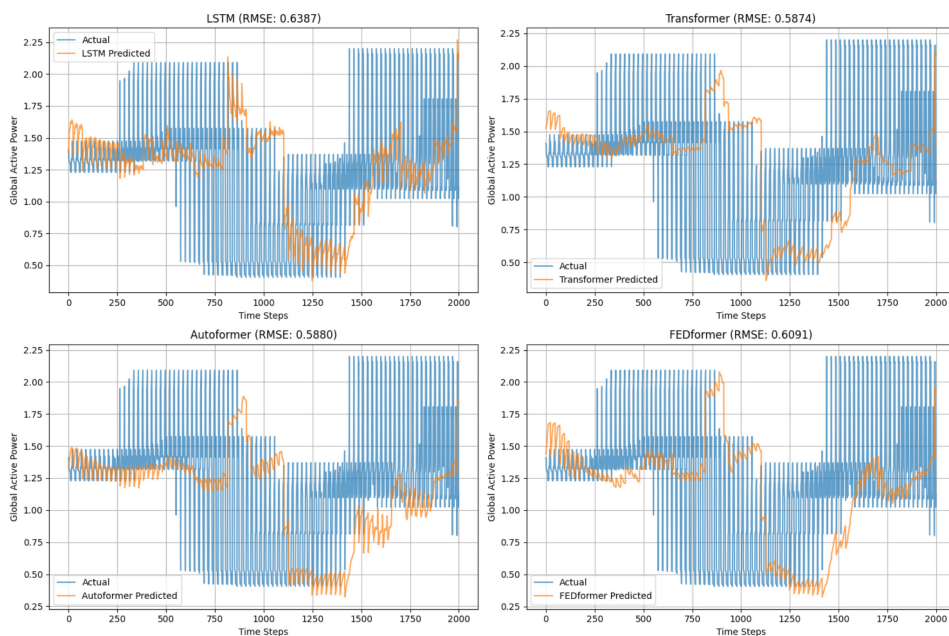 LSTM (RMSE: 0.6387)
Actual
LSTM Predicted
Global Active Power
2.25
2.00
1.75
1.50
1.25
1.00
0.75
0.50
0 250 500 750 1000 1250 1500 1750 2000
Time Steps
Transformer (RMSE: 0.5874)
Actual
Transformer Predicted
Global Active Power
2.25
2.00
1.75
1.50
1.25
1.00
0.75
0.50
0 250 500 750 1000 1250 1500 1750 2000
Time Steps
Autoformer (RMSE: 0.5880)
Actual
Autoformer Predicted
Global Active Power
2.25
2.00
1.75
1.50
1.25
1.00
0.75
0.50
0.25
0 250 500 750 1000 1250 1500 1750 2000
Time Steps
FEDformer (RMSE: 0.6091)
Actual
FEDformer Predicted
Global Active Power
2.25
2.00
1.75
1.50
1.25
1.00
0.75
0.50
0.25
0 250 500 750 1000 1250 1500 1750 2000
Time Steps